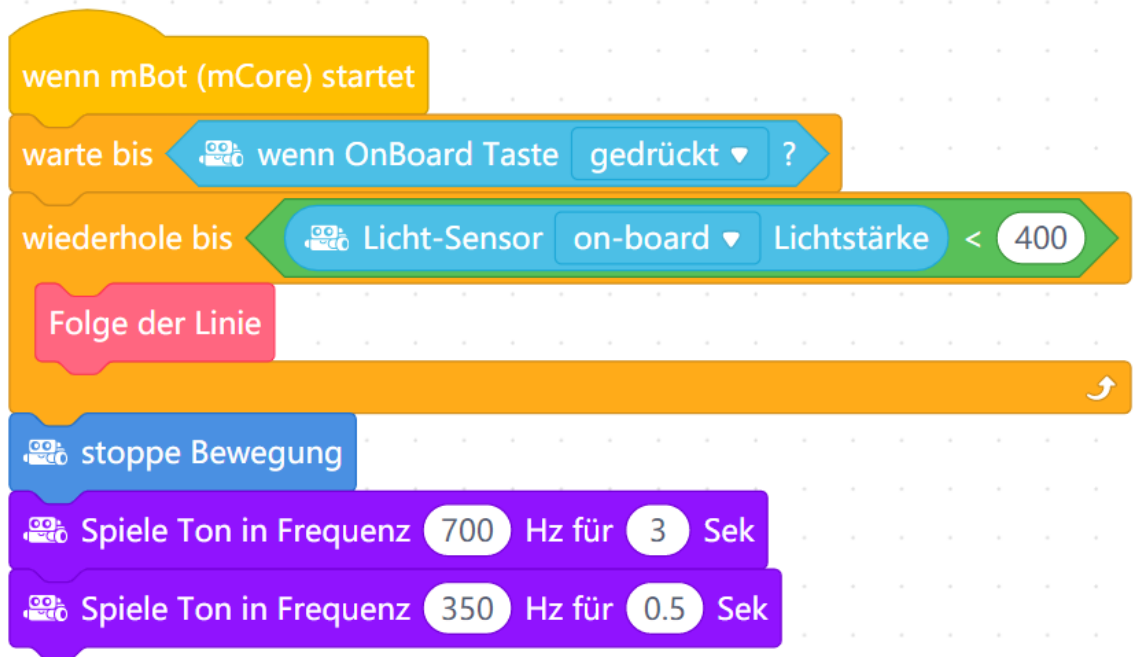 wenn mBot (mCore) startet
warte bis wenn OnBoard Taste gedrückt ?
wiederhole bis Licht-Sensor on-board Lichtstärke < 400
Folge der Linie
stoppe Bewegung
Spiele Ton in Frequenz 700 Hz für 3 Sek
Spiele Ton in Frequenz 350 Hz für 0.5 Sek